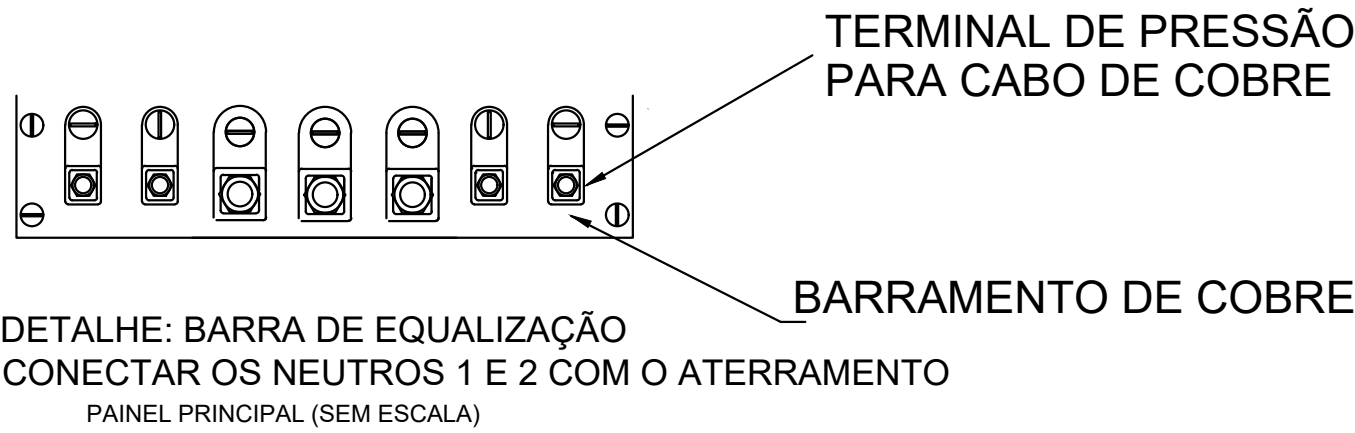 TERMINAL DE PRESSÃO
PARA CABO DE COBRE
BARRAMENTO DE COBRE
DETALHE: BARRA DE EQUALIZAÇÃO
CONECTAR OS NEUTROS 1 E 2 COM O ATERRAMENTO
PAINEL PRINCIPAL (SEM ESCALA)